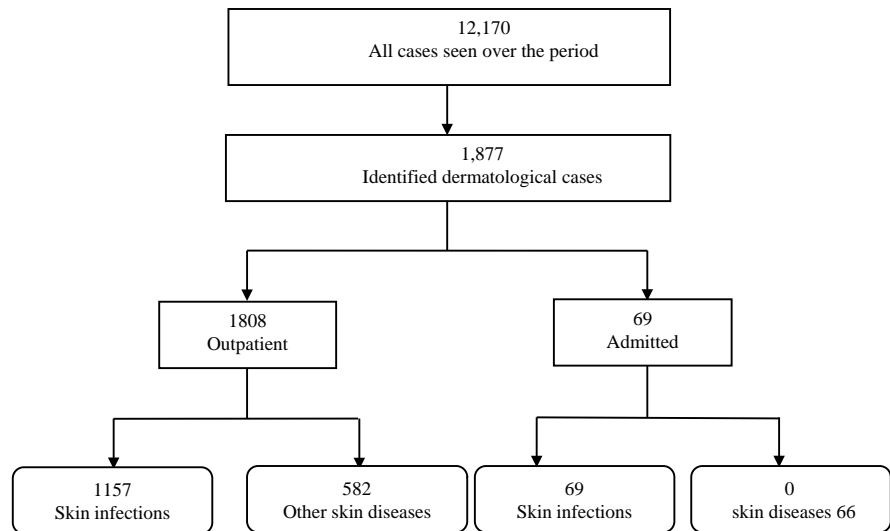 12,170
All cases seen over the period
1,877
Identified dermatological cases
1808
Outpatient
69
Admitted
1157
Skin infections
582
Other skin diseases
69
Skin infections
0
skin diseases 66